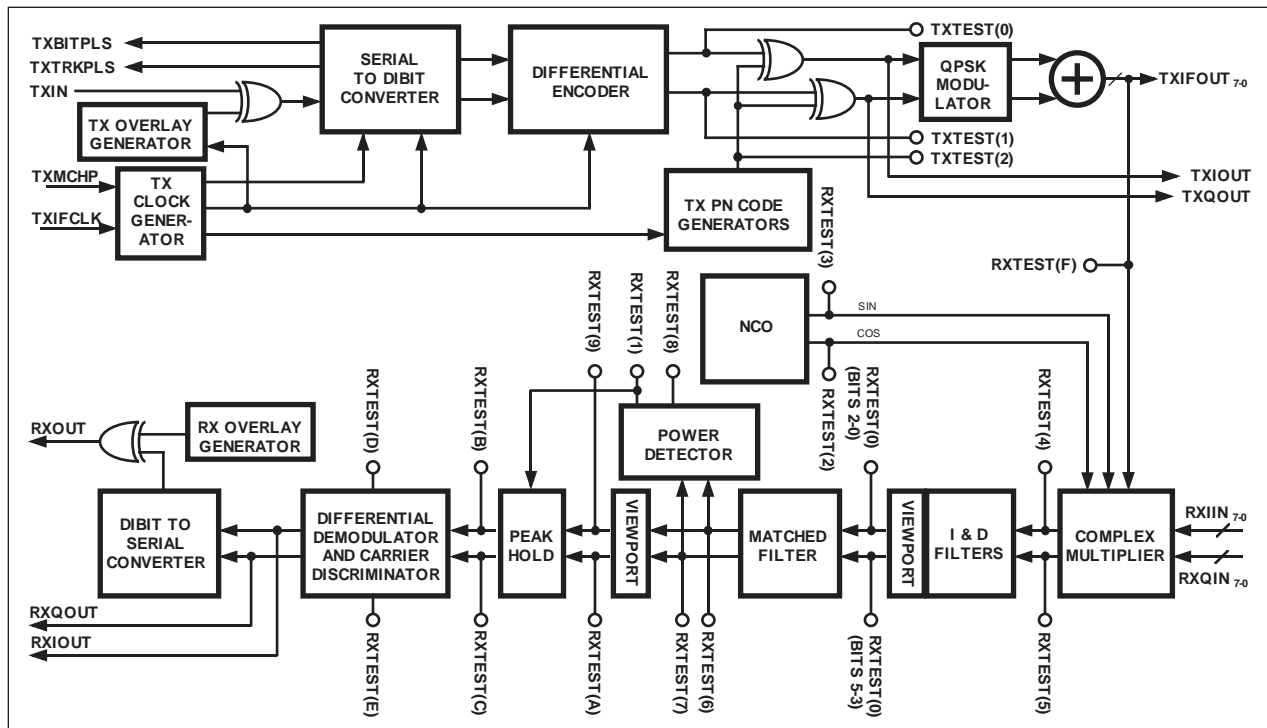 TXBITPLS
TXTRKPLS
TXIN
TX OVERLAY
GENERATOR
TXMCHP
TXIFCLK
TX
CLOCK
GENER-
ATOR
SERIAL
TO DIBIT
CONVERTER
DIFFERENTIAL
ENCODER
TXTEST(0)
QPSK
MODU-
LATOR
+
TXIFOUT 7-0
TXTEST(1)
TXTEST(2)
TXIOUT
TXQOUT
TX PN CODE
GENERATORS
RXTEST(F)
RXTEST(3)
NCO
SIN
COS
RXTEST(2)
RXTEST(9)
RXTEST(1)
RXTEST(8)
POWER
DETECTOR
RXTEST(0)
(BITS 2-0)
RXTEST(4)
RXOUT
RX OVERLAY
GENERATOR
RXTEST(D)
RXTEST(B)
DIBIT TO
SERIAL
CONVERTER
DIFFERENTIAL
DEMODULATOR
AND CARRIER
DISCRIMINATOR
PEAK
HOLD
VIEWPORT
MATCHED
FILTER
VIEWPORT
I & D
FILTERS
COMPLEX
MULTIPLIER
RXIIN 7-0
RXQIN 7-0
RXQOUT
RXIOUT
RXTEST(E)
RXTEST(C)
RXTEST(A)
RXTEST(7)
RXTEST(6)
RXTEST(0)
(BITS 5-3)
RXTEST(5)